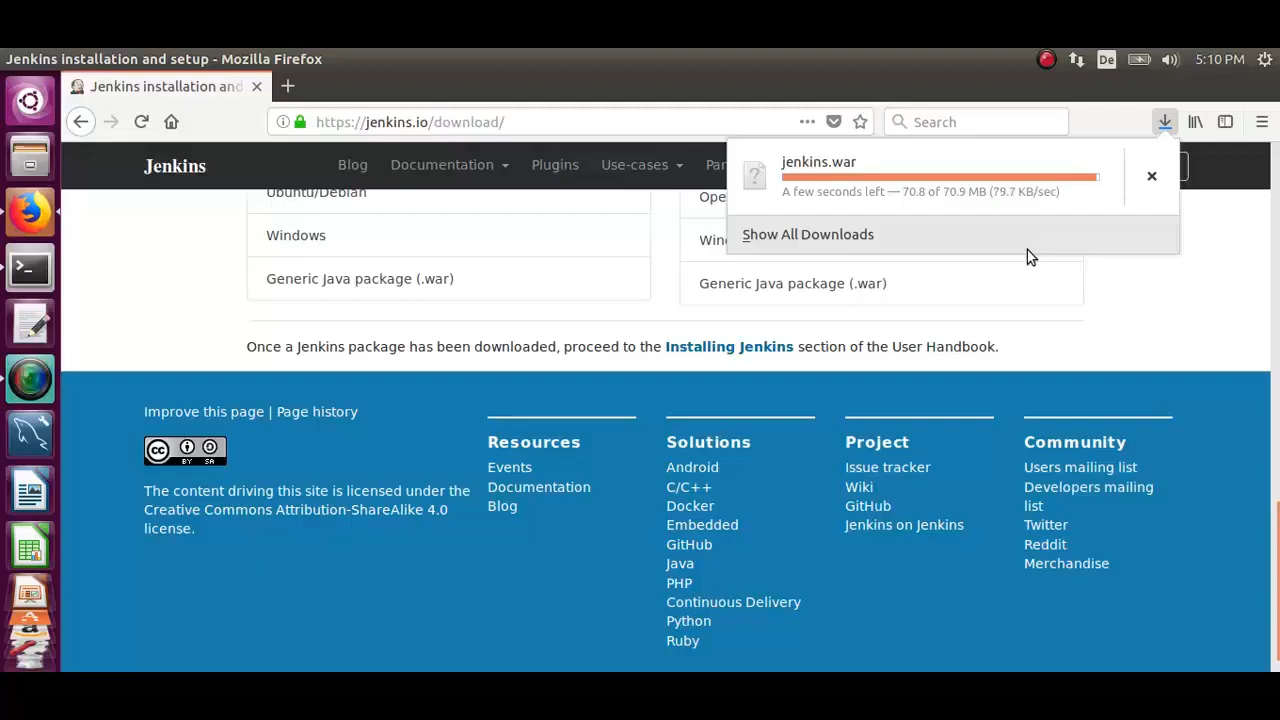 Jenkins installation and setup - Mozilla Firefox
De
5:10 PM
Jenkins installation and
https://jenkins.io/download/
Search
Jenkins
Blog
Documentation
Plugins
Use-cases
jenkins.war
A few seconds left — 70.8 of 70.9 MB (79.7 KB/sec)
Show All Downloads
Ubuntu/Debian
Windows
Generic Java package (.war)
Generic Java package (.war)
Once a Jenkins package has been downloaded, proceed to the Installing Jenkins section of the User Handbook.
Improve this page | Page history
CC BY SA
The content driving this site is licensed under the
Creative Commons Attribution-ShareAlike 4.0
license.
Resources
Events
Documentation
Blog
Solutions
Android
C/C++
Docker
Embedded
GitHub
Java
PHP
Continuous Delivery
Python
Ruby
Project
Issue tracker
Wiki
GitHub
Jenkins on Jenkins
Community
Users mailing list
Developers mailing
list
Twitter
Reddit
Merchandise